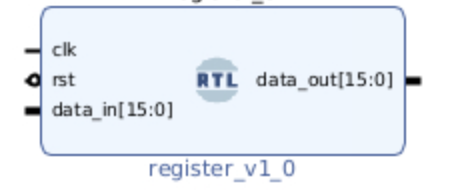 clk
rst
data_in[15:0]
RTL
data_out[15:0]
register_v1_0